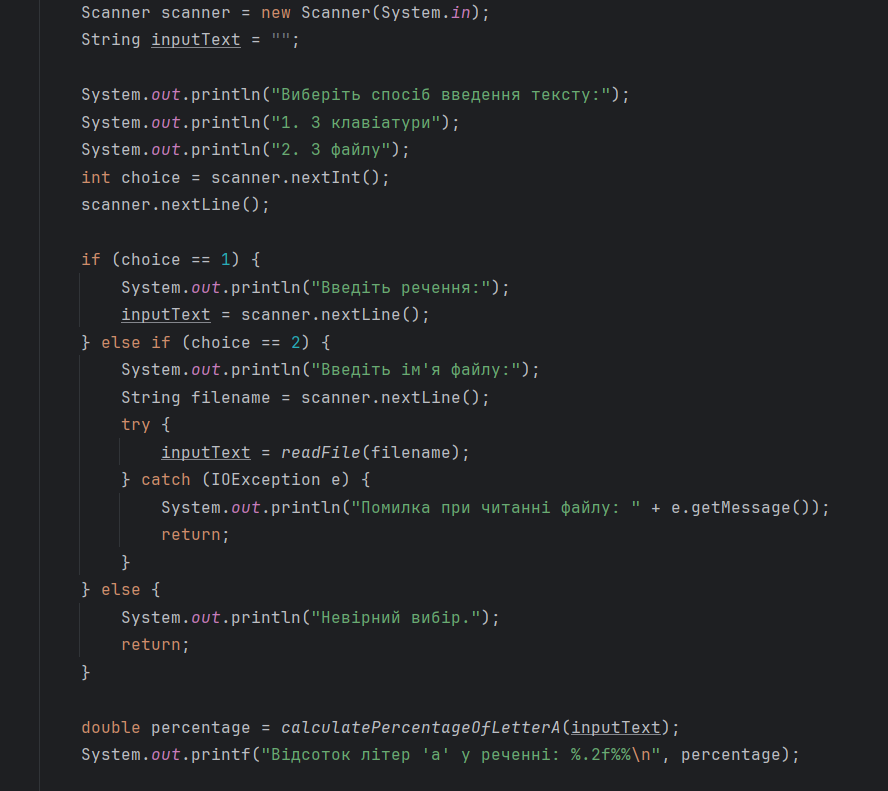 Scanner scanner = new Scanner(System.in);
String inputText = "";
System.out.println("Виберіть спосіб введення тексту:");
System.out.println("1. З клавіатури");
System.out.println("2. З файлу");
int choice = scanner.nextInt();
scanner.nextLine();
if (choice == 1) {
System.out.println("Введіть речення:");
inputText = scanner.nextLine();
} else if (choice == 2) {
System.out.println("Введіть ім'я файлу:");
String filename = scanner.nextLine();
try {
inputText = readFile(filename);
} catch (IOException e) {
System.out.println("Помилка при читанні файлу: " + e.getMessage());
return;
}
} else {
System.out.println("Невірний вибір.");
return;
}
double percentage = calculatePercentageOfLetterA(inputText);
System.out.printf("Відсоток літер 'а' у реченні: %.2f%%\n", percentage);